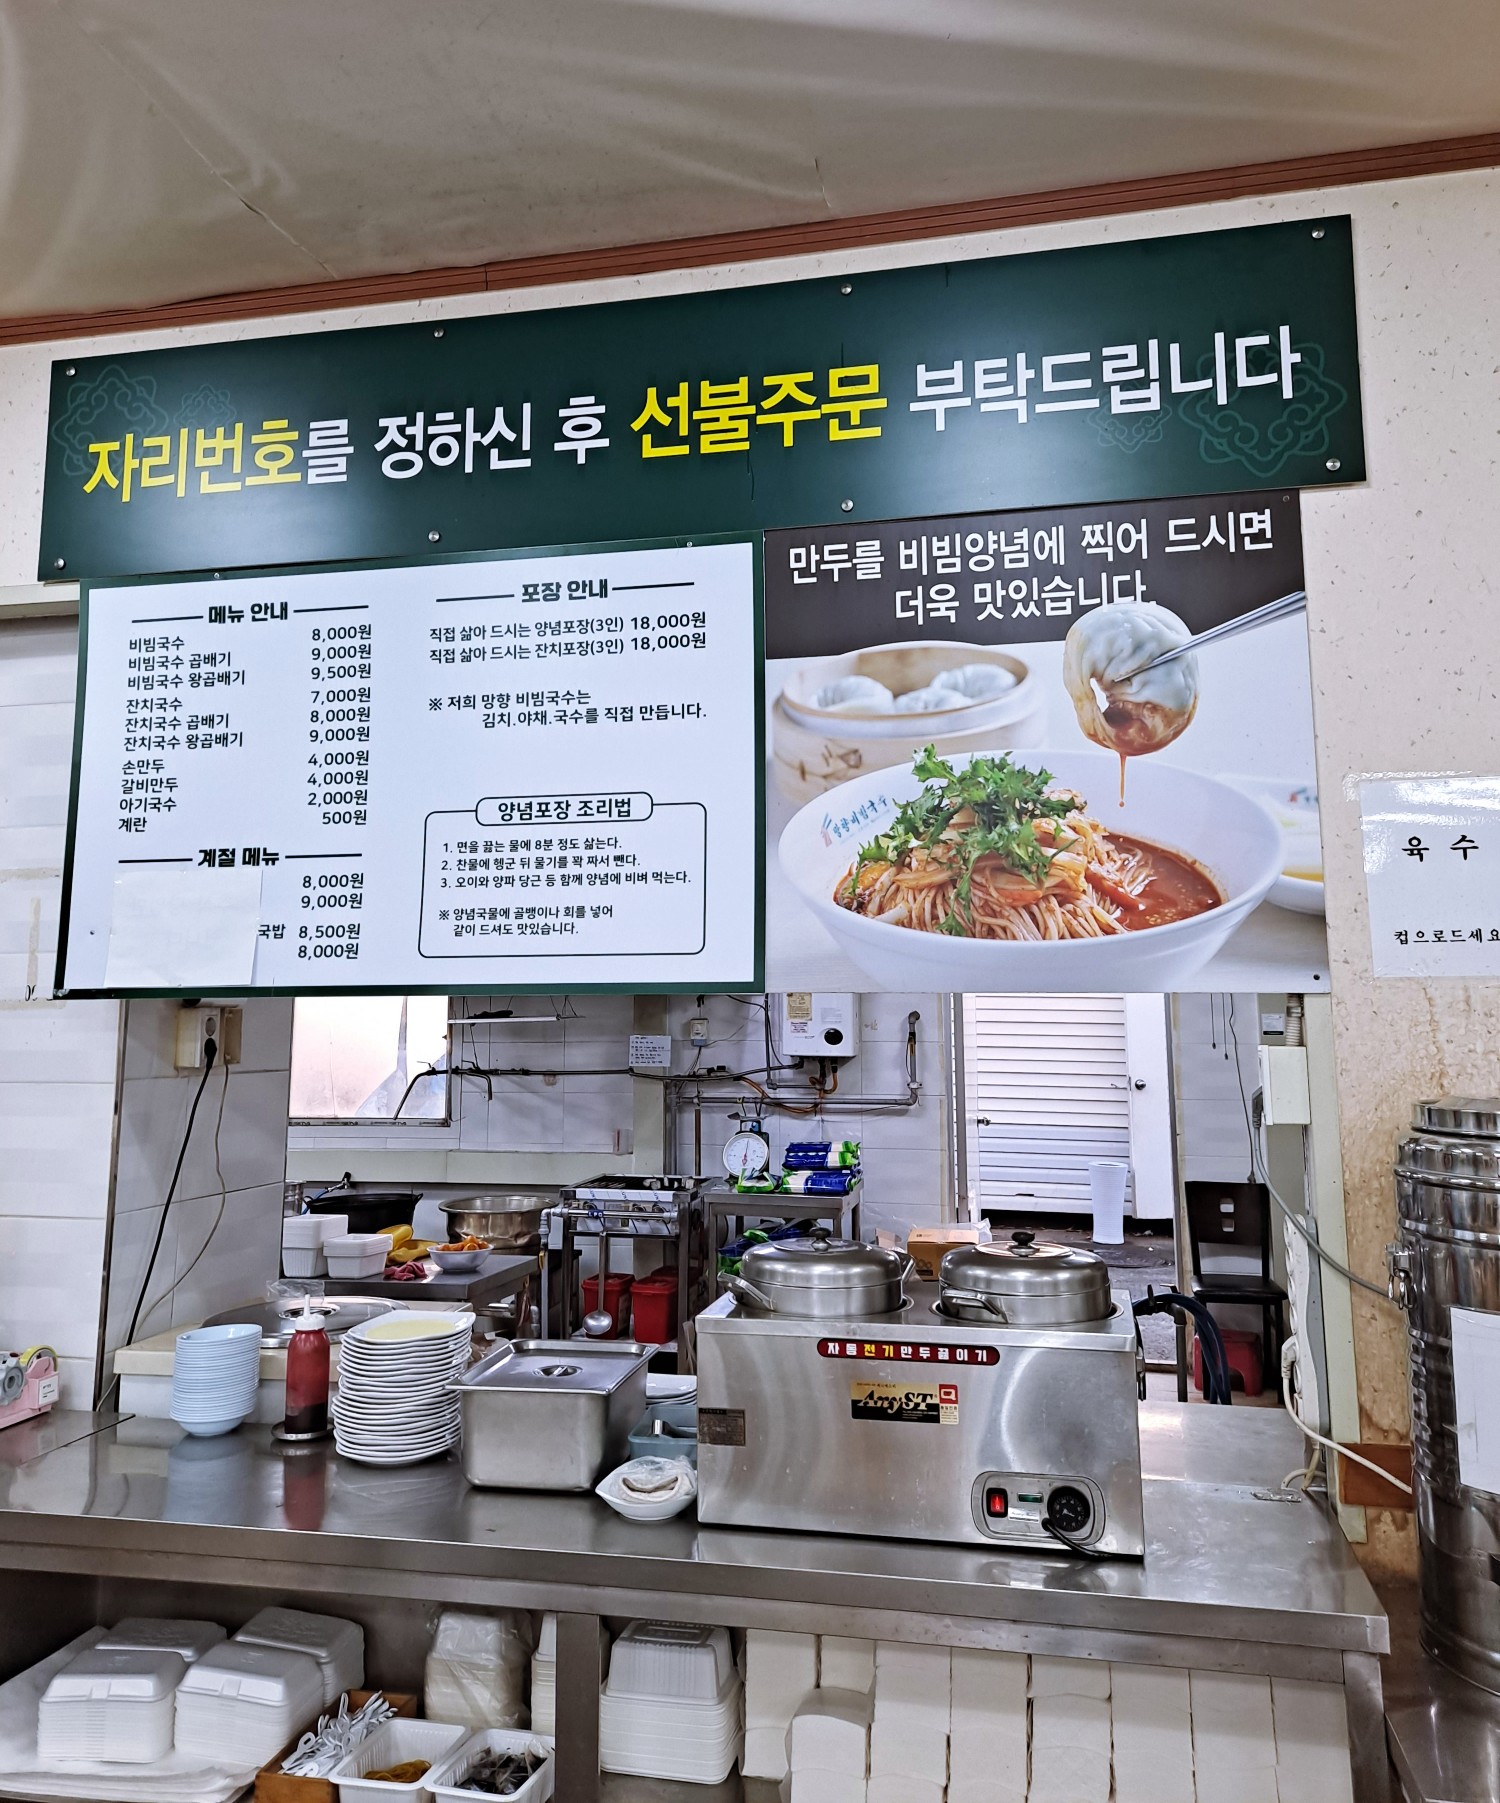 자리번호를 정하신 후 선불주문 부탁드립니다
메뉴 안내
비빔국수 8,000원
비빔국수 곱배기 9,000원
비빔국수 왕곱배기 9,500원
잔치국수 7,000원
잔치국수 곱배기 8,000원
잔치국수 왕곱배기 9,000원
손만두 4,000원
갈비만두 4,000원
아기국수 2,000원
계란 500원
계절 메뉴
8,000원
9,000원
국밥 8,500원
8,000원
포장 안내
직접 삶아 드시는 양념포장(3인) 18,000원
직접 삶아 드시는 잔치포장(3인) 18,000원
※ 저희 망향 비빔국수는
김치.야채.국수를 직접 만듭니다.
양념포장 조리법
1. 면을 끓는 물에 8분 정도 삶는다.
2. 찬물에 헹군 뒤 물기를 꽉 짜서 뺀다.
3. 오이와 양파 당근 등 함께 양념에 비벼 먹는다.
※ 양념국물에 골뱅이나 회를 넣어
같이 드셔도 맛있습니다.
만두를 비빔양념에 찍어 드시면
더욱 맛있습니다.
망향비빔국수
육 수
컵으로드세요
자동전기만두끓이기
AnyST